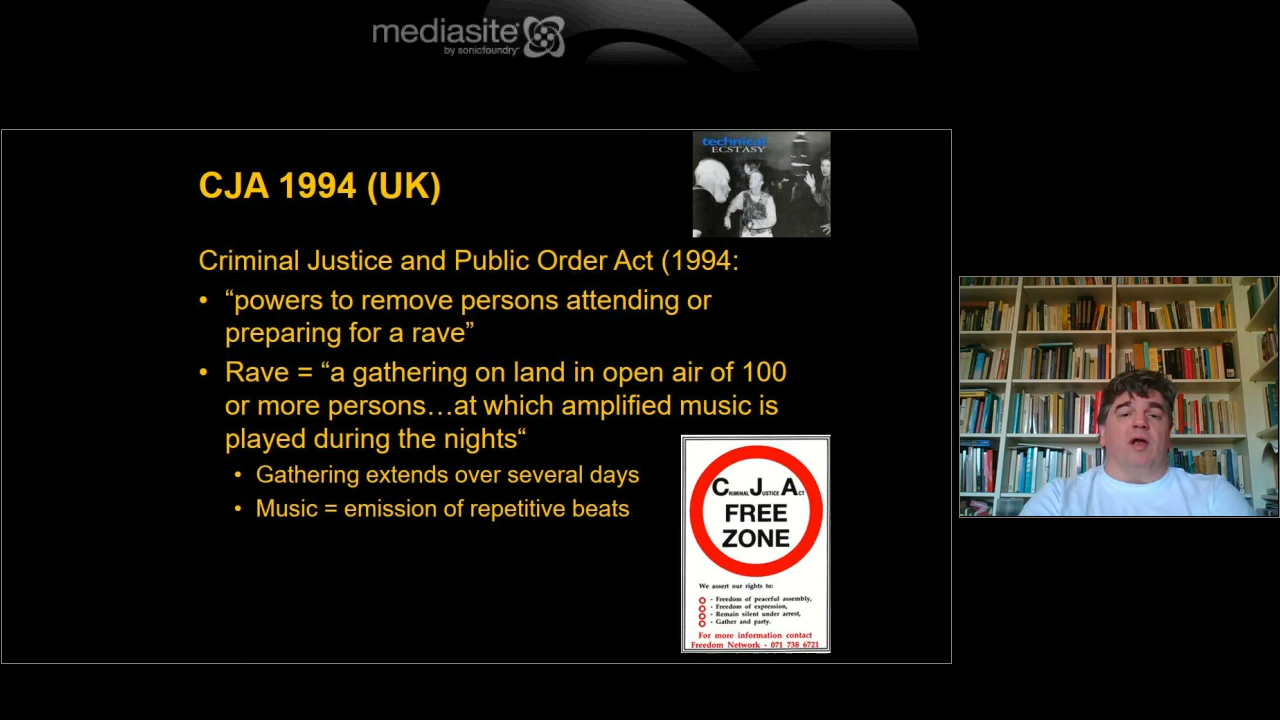 mediasite
by sonicfoundry
technical
ECSTASY
CJA 1994 (UK)
Criminal Justice and Public Order Act (1994:
• “powers to remove persons attending or
preparing for a rave”
• Rave = “a gathering on land in open air of 100
or more persons…at which amplified music is
played during the nights“
• Gathering extends over several days
• Music = emission of repetitive beats
CRIMINAL JUSTICE ACT
FREE
ZONE
We assert our rights to:
- Freedom of peaceful assembly,
- Freedom of expression,
- Remain silent under arrest,
- Gather and party.
For more information contact
Freedom Network - 071 738 6721